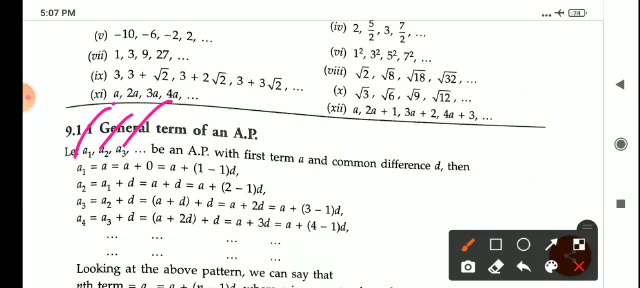 5:07 PM
... 74
(v) −10, −6, −2, 2, ...
(iv) 2, 5/2, 3, 7/2, ...
(vii) 1, 3, 9, 27, ...
(vi) 1², 3², 5², 7², ...
(ix) 3, 3 + √2, 3 + 2√2, 3 + 3√2, ...
(viii) √2, √8, √18, √32, ...
(xi) a, 2a, 3a, 4a, ...
(x) √3, √6, √9, √12, ...
(xii) a, 2a + 1, 3a + 2, 4a + 3, ...
9.1.1 General term of an A.P.
Let a₁, a₂, a₃, ... be an A.P. with first term a and common difference d, then
a₁ = a = a + 0 = a + (1 − 1)d,
a₂ = a₁ + d = a + d = a + (2 − 1)d,
a₃ = a₂ + d = (a + d) + d = a + 2d = a + (3 − 1)d,
a₄ = a₃ + d = (a + 2d) + d = a + 3d = a + (4 − 1)d,
... ... ... ...
... ... ... ...
Looking at the above pattern, we can say that
nth term = a = a + (n − 1)d, where